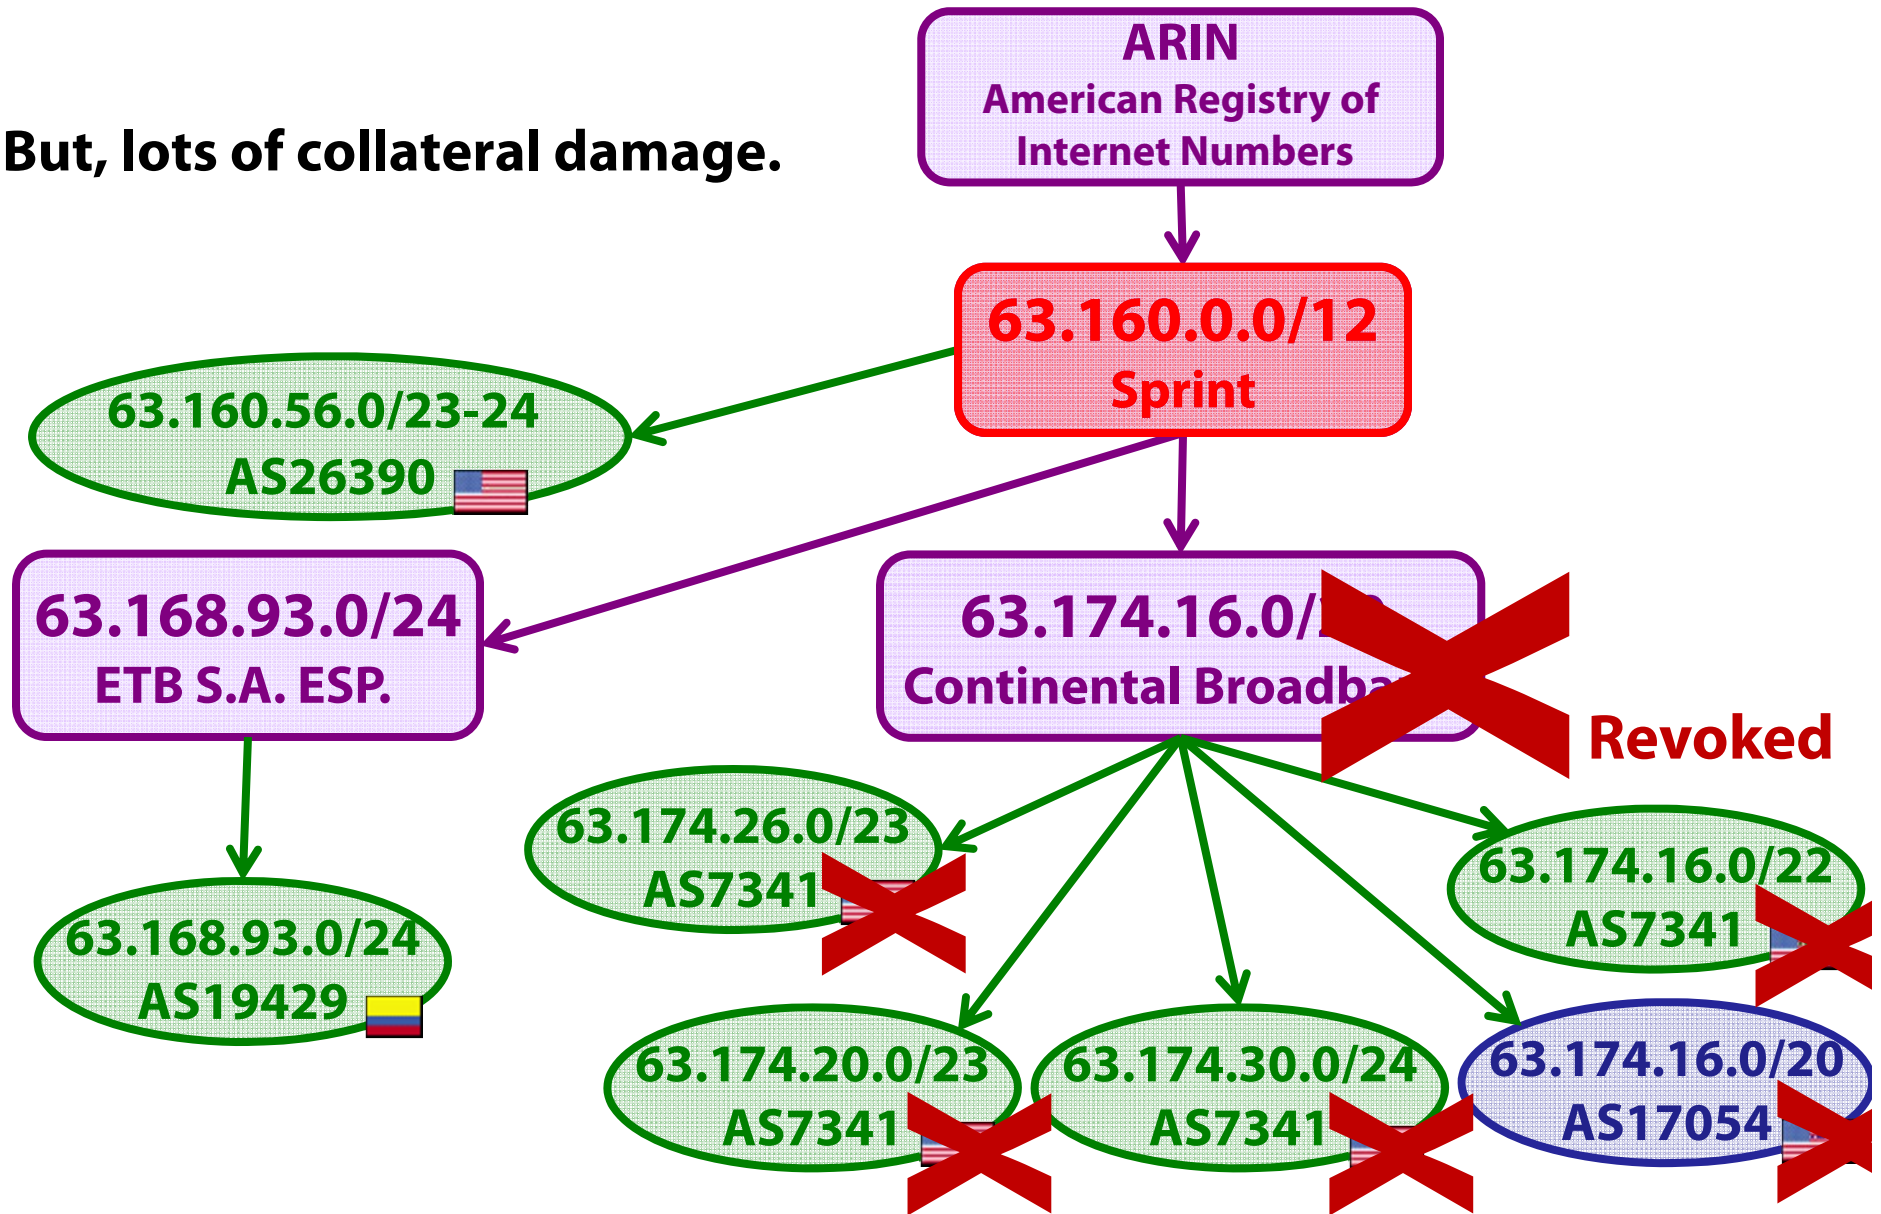 ARIN
American Registry of
Internet Numbers
But, lots of collateral damage.
63.160.0.0/12
Sprint
63.160.56.0/23-24
AS26390
63.168.93.0/24
ETB S.A. ESP.
63.174.16.0/
Continental
Revoked
63.174.26.0/23
AS7341
63.174.16.0/22
AS7341
63.168.93.0/24
AS19429
63.174.20.0/23
AS7341
63.174.30.0/24
AS7341
63.174.16.0/20
AS17054